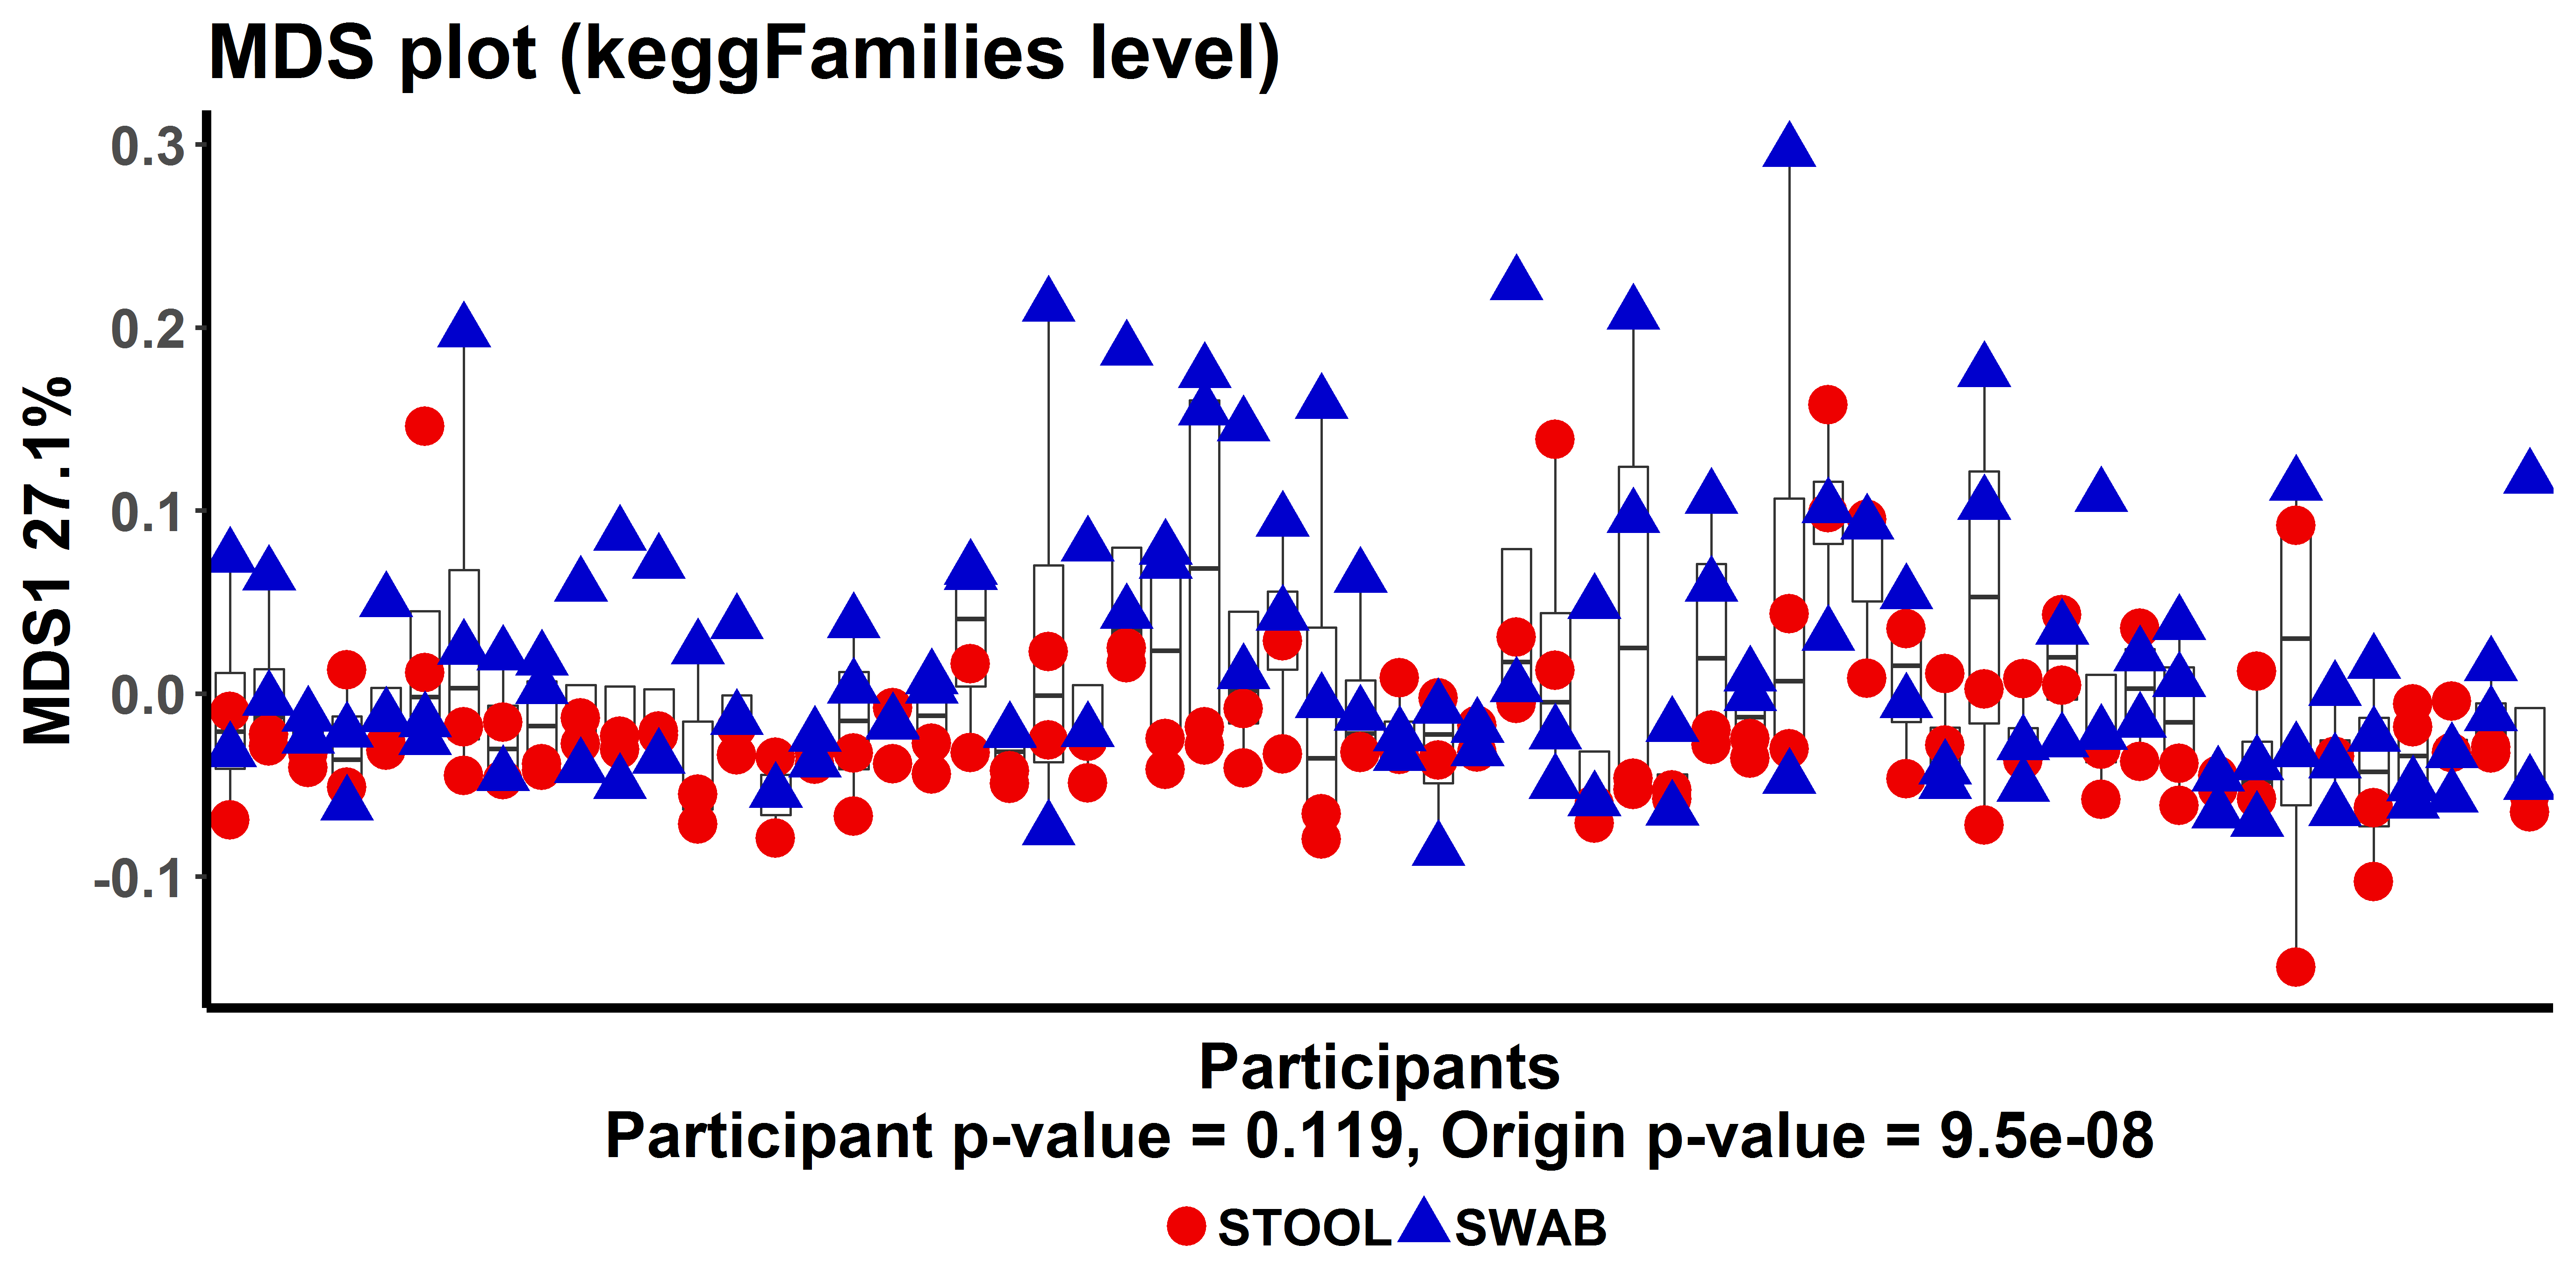 MDS plot (keggFamilies level)
MDS1 27.1%
0.3
0.2
0.1
0.0
-0.1
Participants
Participant p-value = 0.119, Origin p-value = 9.5e-08
STOOL SWAB